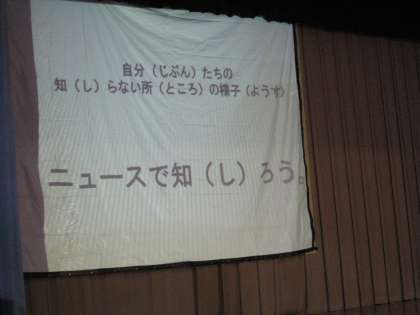 自分（じぶん）たちの
知（し）らない所（ところ）の様子（ようす）
ニュースで知（し）ろう。